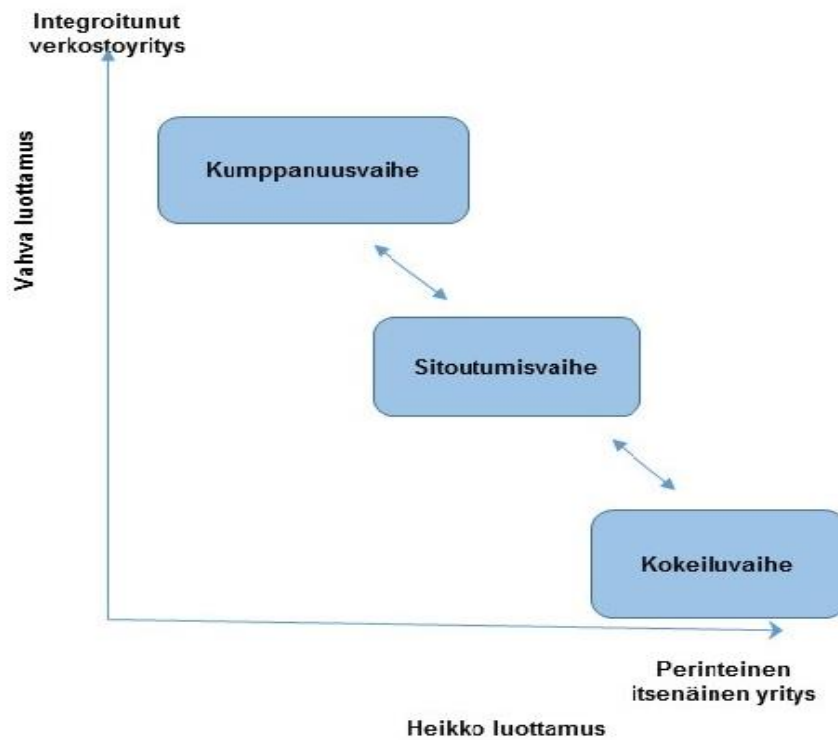 Integroitunut
verkostoyritys
Vahva luottamus
Kumppanuusvaihe
Sitoutumisvaihe
Kokeiluvaihe
Perinteinen
itsenäinen yritys
Heikko luottamus